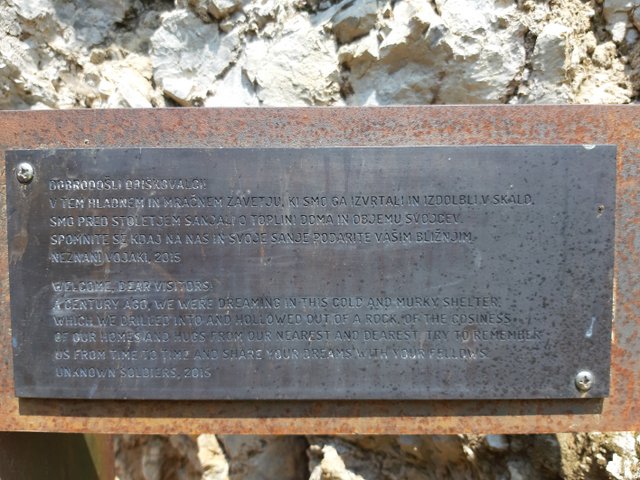 DOBRODOŠLI OBISKOVALCI!
V TEM HLADNEM IN MRAČNEM ZAVETJU, KI SMO GA IZVRTALI IN IZDOLBLI V SKALO,
SMO PRED STOLETJEM SANJALI O TOPLINI DOMA IN OBJEMU SVOJCEV.
SPOMNITE SE KDAJ NA NAS IN SVOJE SANJE PODARITE VAŠIM BLIŽNJIM.
NEZNANI VOJAKI, 2015
WELCOME, DEAR VISITORS!
A CENTURY AGO, WE WERE DREAMING IN THIS COLD AND MURKY SHELTER,
WHICH WE DRILLED INTO AND HOLLOWED OUT OF A ROCK, OF THE COSINESS
OF OUR HOMES AND HUGS FROM OUR NEAREST AND DEAREST. TRY TO REMEMBER
US FROM TIME TO TIME AND SHARE YOUR DREAMS WITH YOUR FELLOWS.
UNKNOWN SOLDIERS, 2015